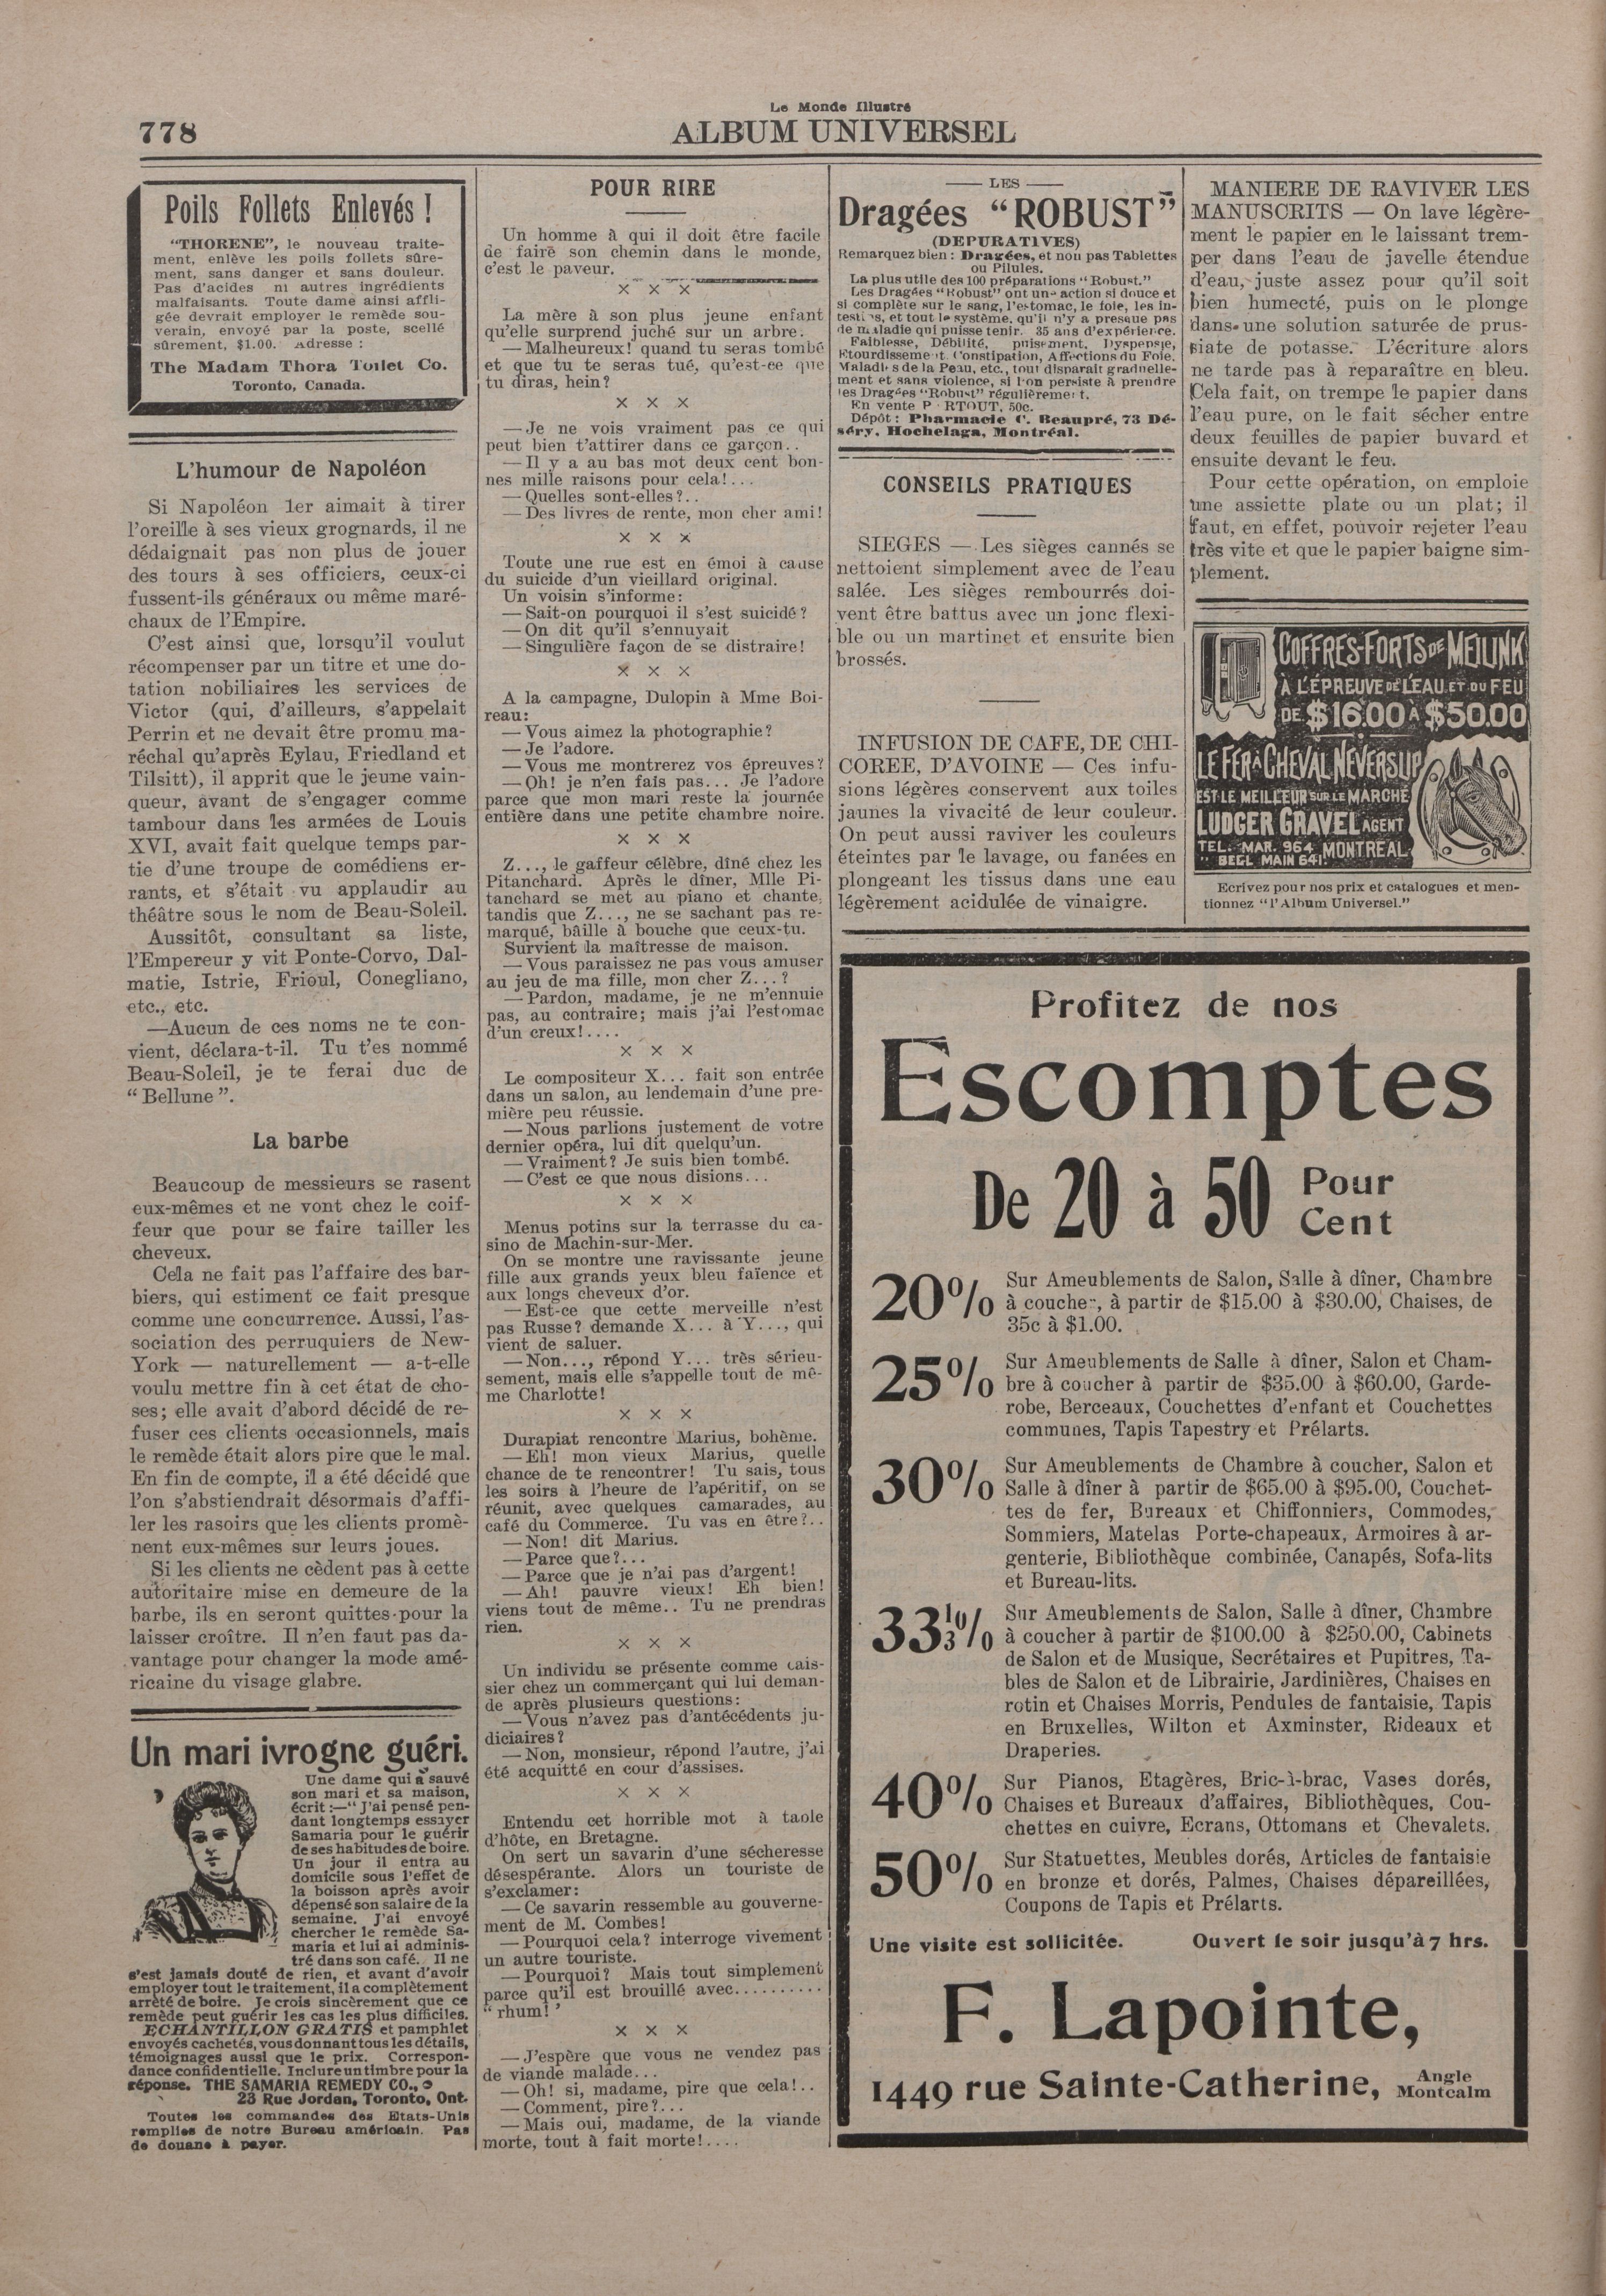 778
Le Monde Illustré
ALBUM UNIVERSEL
Poils Follets Enlevés !
"THORENE", le nouveau traite-
ment, enlève les poils follets sûre-
ment, sans danger et sans douleur.
Pas d'acides ni autres ingrédients
malfaisants. Toute dame ainsi affli-
gée devrait employer le remède sou-
verain, envoyé par la poste, scellé
sûrement, $1.00. Adresse :
The Madam Thora Toilet Co.
Toronto, Canada.
L'humour de Napoléon
Si Napoléon 1er aimait à tirer
l'oreille à ses vieux grognards, il ne
dédaignait pas non plus de jouer
des tours à ses officiers, ceux-ci
fussent-ils généraux ou même maré-
chaux de l'Empire.
C'est ainsi que, lorsqu'il voulut
récompenser par un titre et une do-
tation nobiliaires les services de
Victor (qui, d'ailleurs, s'appelait
Perrin et ne devait être promu ma-
réchal qu'après Eylau, Friedland et
Tilsitt), il apprit que le jeune vain-
queur, avant de s'engager comme
tambour dans les armées de Louis
XVI, avait fait quelque temps par-
tie d'une troupe de comédiens er-
rants, et s'était vu applaudir au
théâtre sous le nom de Beau-Soleil.
Aussitôt, consultant sa liste,
l'Empereur y vit Ponte-Corvo, Dal-
matie, Istrie, Frioul, Conegliano,
etc., etc.
—Aucun de ces noms ne te con-
vient, déclara-t-il. Tu t'es nommé
Beau-Soleil, je te ferai duc de
"Bellune".
La barbe
Beaucoup de messieurs se rasent
eux-mêmes et ne vont chez le coif-
feur que pour se faire tailler les
cheveux.
Cela ne fait pas l'affaire des bar-
biers, qui estiment ce fait presque
comme une concurrence. Aussi, l'as-
sociation des perruquiers de New-
York — naturellement — a-t-elle
voulu mettre fin à cet état de cho-
ses; elle avait d'abord décidé de re-
fuser ces clients occasionnels, mais
le remède était alors pire que le mal.
En fin de compte, il a été décidé que
l'on s'abstiendrait désormais d'affi-
ler les rasoirs que les clients promè-
nent eux-mêmes sur leurs joues.
Si les clients ne cèdent pas à cette
autoritaire mise en demeure de la
barbe, ils en seront quittes pour la
laisser croître. Il n'en faut pas da-
vantage pour changer la mode amé-
ricaine du visage glabre.
Un mari ivrogne guéri.
Une dame qui a sauvé
son mari et sa maison,
écrit :—"J'ai pensé pen-
dant longtemps essayer
Samaria pour le guérir
de ses habitudes de boire.
Un jour il entra au
domicile sous l'effet de
la boisson après avoir
dépensé son salaire de la
semaine. J'ai envoyé
chercher le remède Sa-
maria et lui ai adminis-
tré dans son café. Il ne
s'est jamais douté de rien, et avant d'avoir
employer tout le traitement, il a complètement
arrêté de boire. Je crois sincèrement que ce
remède peut guérir les cas les plus difficiles.
ECHANTILLON GRATIS et pamphlet
envoyés cachetés, vous donnant tous les détails,
témoignages aussi que le prix. Correspon-
dance confidentielle. Inclure un timbre pour la
réponse. THE SAMARIA REMEDY CO.,
23 Rue Jordan, Toronto, Ont.
Toutes les commandes des Etats-Unis
remplies de notre Bureau américain. Pas
de douane à payer.
POUR RIRE
Un homme à qui il doit être facile
de faire son chemin dans le monde,
c'est le paveur.
× × ×
La mère à son plus jeune enfant
qu'elle surprend juché sur un arbre:
—Malheureux! quand tu seras tombé
et que tu te seras tué, qu'est-ce que
tu diras, hein?
× × ×
—Je ne vois vraiment pas ce qui
peut bien t'attirer dans ce garçon..
—Il y a au bas mot deux cent bon-
nes mille raisons pour cela!...
—Quelles sont-elles?..
—Des livres de rente, mon cher ami!
× × ×
Toute une rue est en émoi à cause
du suicide d'un vieillard original.
Un voisin s'informe:
—Sait-on pourquoi il s'est suicidé?
—On dit qu'il s'ennuyait
—Singulière façon de se distraire!
× × ×
A la campagne, Dulopin à Mme Boi-
reau:
—Vous aimez la photographie?
—Je l'adore.
—Vous me montrerez vos épreuves?
—Oh! je n'en fais pas... Je l'adore
parce que mon mari reste la journée
entière dans une petite chambre noire.
× × ×
Z..., le gaffeur célèbre, dîné chez les
Pitanchard. Après le dîner, Mlle Pi-
tanchard se met au piano et chante,
tandis que Z..., ne se sachant pas re-
marqué, bâille à bouche que ceux-tu.
Survient la maîtresse de maison.
—Vous paraissez ne pas vous amuser
au jeu de ma fille, mon cher Z...?
—Pardon, madame, je ne m'ennuie
pas, au contraire; mais j'ai l'estomac
d'un creux!....
× × ×
Le compositeur X... fait son entrée
dans un salon, au lendemain d'une pre-
mière peu réussie.
—Nous parlions justement de votre
dernier opéra, lui dit quelqu'un.
—Vraiment? Je suis bien tombé.
—C'est ce que nous disions...
× × ×
Menus potins sur la terrasse du ca-
sino de Machin-sur-Mer.
On se montre une ravissante jeune
fille aux grands yeux bleu faïence et
aux longs cheveux d'or.
—Est-ce que cette merveille n'est
pas Russe? demande X... à Y..., qui
vient de saluer.
—Non..., répond Y... très sérieu-
sement, mais elle s'appelle tout de mê-
me Charlotte!
× × ×
Durapiat rencontre Marius, bohème.
—Eh! mon vieux Marius, quelle
chance de te rencontrer! Tu sais, tous
les soirs à l'heure de l'apéritif, on se
réunit, avec quelques camarades, au
café du Commerce. Tu vas en être?..
—Non! dit Marius.
—Parce que?...
—Parce que je n'ai pas d'argent!
—Ah! pauvre vieux! Eh bien!
viens tout de même.. Tu ne prendras
rien.
× × ×
Un individu se présente comme cais-
sier chez un commerçant qui lui deman-
de après plusieurs questions:
—Vous n'avez pas d'antécédents ju-
diciaires?
—Non, monsieur, répond l'autre, j'ai
été acquitté en cour d'assises.
× × ×
Entendu cet horrible mot à table
d'hôte, en Bretagne.
On sert un savarin d'une sécheresse
désespérante. Alors un touriste de
s'exclamer:
—Ce savarin ressemble au gouverne-
ment de M. Combes!
—Pourquoi cela? interroge vivement
un autre touriste.
—Pourquoi? Mais tout simplement
parce qu'il est brouillé avec..........
"rhum!'
× × ×
—J'espère que vous ne vendez pas
de viande malade...
—Oh! si, madame, pire que cela!..
—Comment, pire?...
—Mais oui, madame, de la viande
morte, tout à fait morte!....
LES
Dragées "ROBUST"
(DEPURATIVES)
Remarquez bien: Dragées, et non pas Tablettes
ou Pilules.
La plus utile des 100 préparations "Robust."
Les Dragées "Robust" ont une action si douce et
si complète sur le sang, l'estomac, le foie, les in-
testins, et tout le système, qu'il n'y a presque pas
de maladie qui puisse tenir. 35 ans d'expérience.
Faiblesse, Débilité, puisement, Dyspepsie,
Etourdissement, Constipation, Affections du Foie,
Maladies de la Peau, etc., tout disparait graduelle-
ment et sans violence, si l'on persiste à prendre
les Dragées "Robust" régulièrement.
En vente P RTOUT, 50c.
Dépôt: Pharmacie C. Beaupré, 73 Dé-
séry, Hochelaga, Montréal.
CONSEILS PRATIQUES
SIEGES — Les sièges cannés se
nettoient simplement avec de l'eau
salée. Les sièges rembourrés doi-
vent être battus avec un jonc flexi-
ble ou un martinet et ensuite bien
brossés.
INFUSION DE CAFE, DE CHI-
COREE, D'AVOINE — Ces infu-
sions légères conservent aux toiles
jaunes la vivacité de leur couleur.
On peut aussi raviver les couleurs
éteintes par le lavage, ou fanées en
plongeant les tissus dans une eau
légèrement acidulée de vinaigre.
MANIERE DE RAVIVER LES
MANUSCRITS — On lave légère-
ment le papier en le laissant trem-
per dans l'eau de javelle étendue
d'eau, juste assez pour qu'il soit
bien humecté, puis on le plonge
dans une solution saturée de prus-
siate de potasse. L'écriture alors
ne tarde pas à reparaître en bleu.
Cela fait, on trempe le papier dans
l'eau pure, on le fait sécher entre
deux feuilles de papier buvard et
ensuite devant le feu.
Pour cette opération, on emploie
une assiette plate ou un plat; il
faut, en effet, pouvoir rejeter l'eau
très vite et que le papier baigne sim-
plement.
COFFRES-FORTS DE MEILINK
À L'ÉPREUVE DE L'EAU ET DU FEU
DE $16.00 À $50.00
LE FER À CHEVAL NEVERSLIP
EST LE MEILLEUR SUR LE MARCHÉ
LUDGER GRAVEL AGENT
TEL. MAR. 964 MONTREAL
" BELL MAIN 641
Ecrivez pour nos prix et catalogues et men-
tionnez "l'Album Universel."
Profitez de nos
Escomptes
De 20 à 50 Pour
Cent
20% Sur Ameublements de Salon, Salle à dîner, Chambre
à coucher, à partir de $15.00 à $30.00, Chaises, de
35c à $1.00.
25% Sur Ameublements de Salle à dîner, Salon et Cham-
bre à coucher à partir de $35.00 à $60.00, Garde-
robe, Berceaux, Couchettes d'enfant et Couchettes
communes, Tapis Tapestry et Prélarts.
30% Sur Ameublements de Chambre à coucher, Salon et
Salle à dîner à partir de $65.00 à $95.00, Couchet-
tes de fer, Bureaux et Chiffonniers, Commodes,
Sommiers, Matelas Porte-chapeaux, Armoires à ar-
genterie, Bibliothèque combinée, Canapés, Sofa-lits
et Bureau-lits.
33⅓% Sur Ameublements de Salon, Salle à dîner, Chambre
à coucher à partir de $100.00 à $250.00, Cabinets
de Salon et de Musique, Secrétaires et Pupitres, Ta-
bles de Salon et de Librairie, Jardinières, Chaises en
rotin et Chaises Morris, Pendules de fantaisie, Tapis
en Bruxelles, Wilton et Axminster, Rideaux et
Draperies.
40% Sur Pianos, Etagères, Bric-à-brac, Vases dorés,
Chaises et Bureaux d'affaires, Bibliothèques, Cou-
chettes en cuivre, Ecrans, Ottomans et Chevalets.
50% Sur Statuettes, Meubles dorés, Articles de fantaisie
en bronze et dorés, Palmes, Chaises dépareillées,
Coupons de Tapis et Prélarts.
Une visite est sollicitée. Ouvert le soir jusqu'à 7 hrs.
F. Lapointe,
1449 rue Sainte-Catherine, Angle
Montcalm